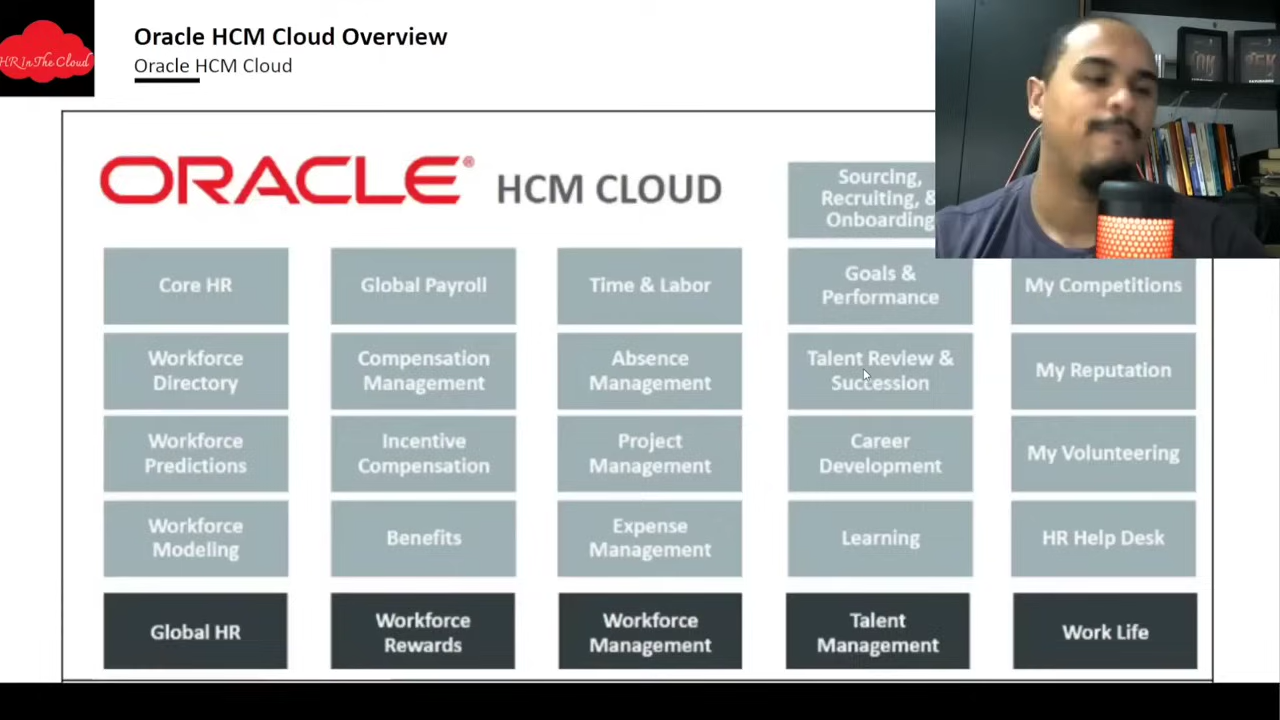 HR In The Cloud
Oracle HCM Cloud Overview
Oracle HCM Cloud
ORACLE® HCM CLOUD
Sourcing,
Recruiting, &
Onboarding
Core HR
Global Payroll
Time & Labor
Goals &
Performance
My Competitions
Workforce
Directory
Compensation
Management
Absence
Management
Talent Review &
Succession
My Reputation
Workforce
Predictions
Incentive
Compensation
Project
Management
Career
Development
My Volunteering
Workforce
Modeling
Benefits
Expense
Management
Learning
HR Help Desk
Global HR
Workforce
Rewards
Workforce
Management
Talent
Management
Work Life